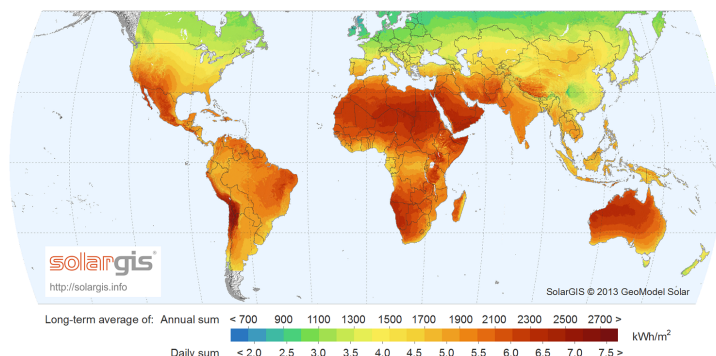 solargis
http://solargis.info
SolarGIS © 2013 GeoModel Solar
Long-term average of: Annual sum < 700 900 1100 1300 1500 1700 1900 2100 2300 2500 2700 >
kWh/m²
Daily sum < 2.0 2.5 3.0 3.5 4.0 4.5 5.0 5.5 6.0 6.5 7.0 7.5 >